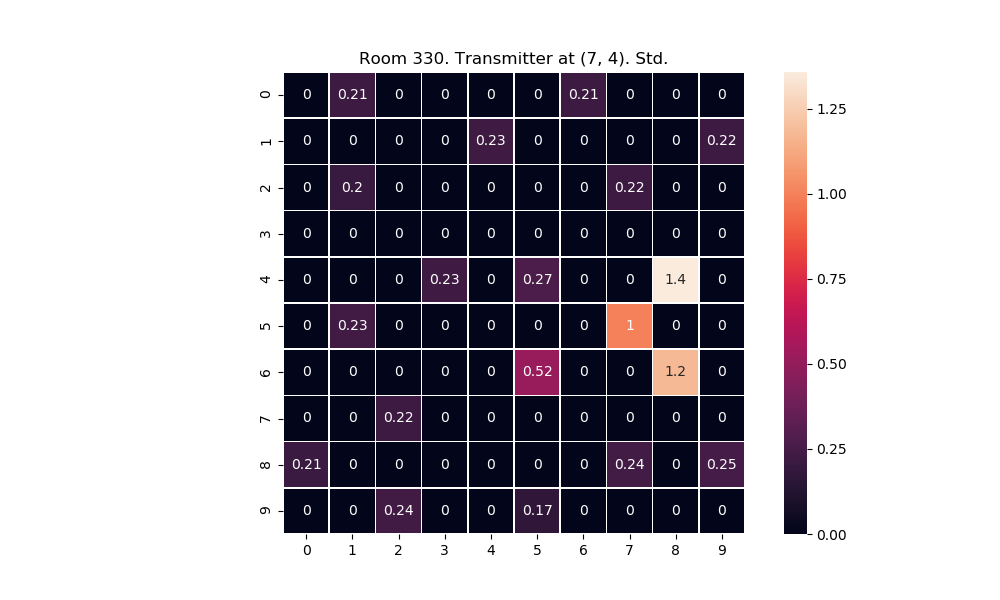 Room 330. Transmitter at (7, 4). Std.
0 0 0.21 0 0 0 0 0.21 0 0 0
1 0 0 0 0 0.23 0 0 0 0 0.22
2 0 0.2 0 0 0 0 0 0.22 0 0
3 0 0 0 0 0 0 0 0 0 0
4 0 0 0 0.23 0 0.27 0 0 1.4 0
5 0 0.23 0 0 0 0 0 1 0 0
6 0 0 0 0 0 0.52 0 0 1.2 0
7 0 0 0.22 0 0 0 0 0 0 0
8 0.21 0 0 0 0 0 0 0.24 0 0.25
9 0 0 0.24 0 0 0.17 0 0 0 0
0 1 2 3 4 5 6 7 8 9
1.25
1.00
0.75
0.50
0.25
0.00